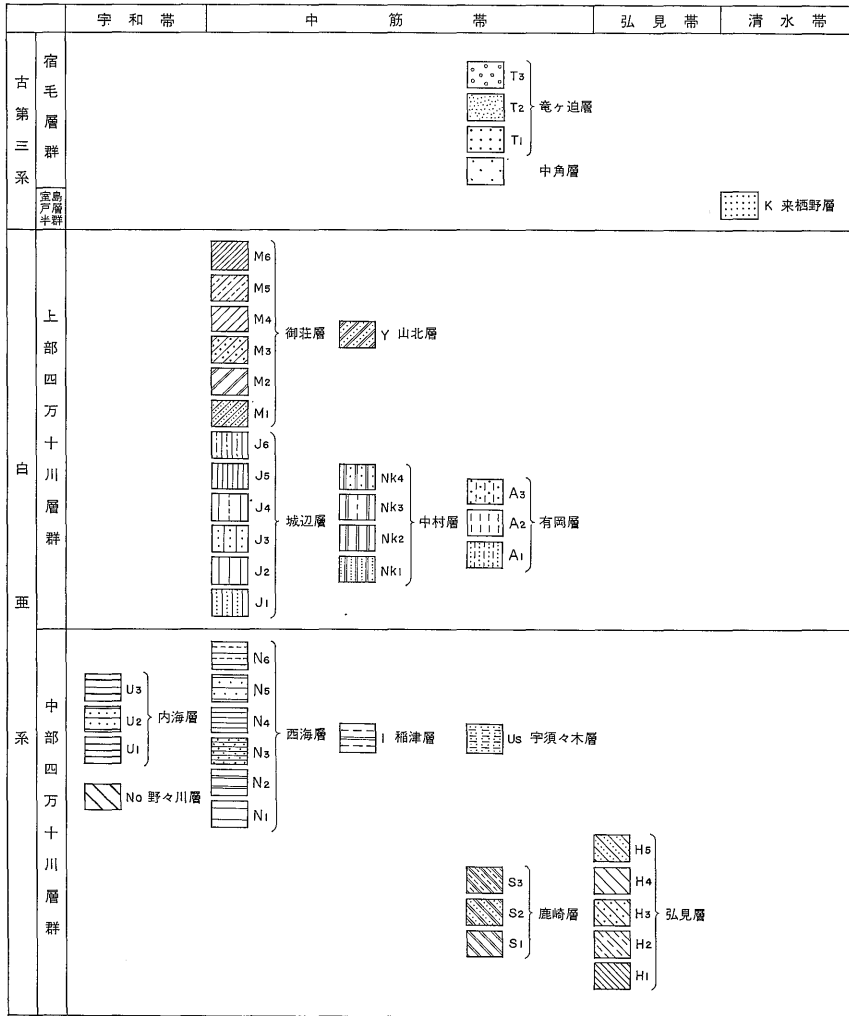 宇和帯 中筋帯 弘見帯 清水帯
古第三系
宿毛層群
T3
T2
T1
竜ヶ迫層
中角層
室戸半
島層群
K 来栖野層
白亜系
上部四万十川層群
M6
M5
M4
M3
M2
M1
御荘層
Y 山北層
J6
J5
J4
J3
J2
J1
城辺層
Nk4
Nk3
Nk2
Nk1
中村層
A3
A2
A1
有岡層
中部四万十川層群
U3
U2
U1
内海層
No 野々川層
N6
N5
N4
N3
N2
N1
西海層
I 稲津層
Us 宇須々木層
S3
S2
S1
鹿崎層
H5
H4
H3
H2
H1
弘見層